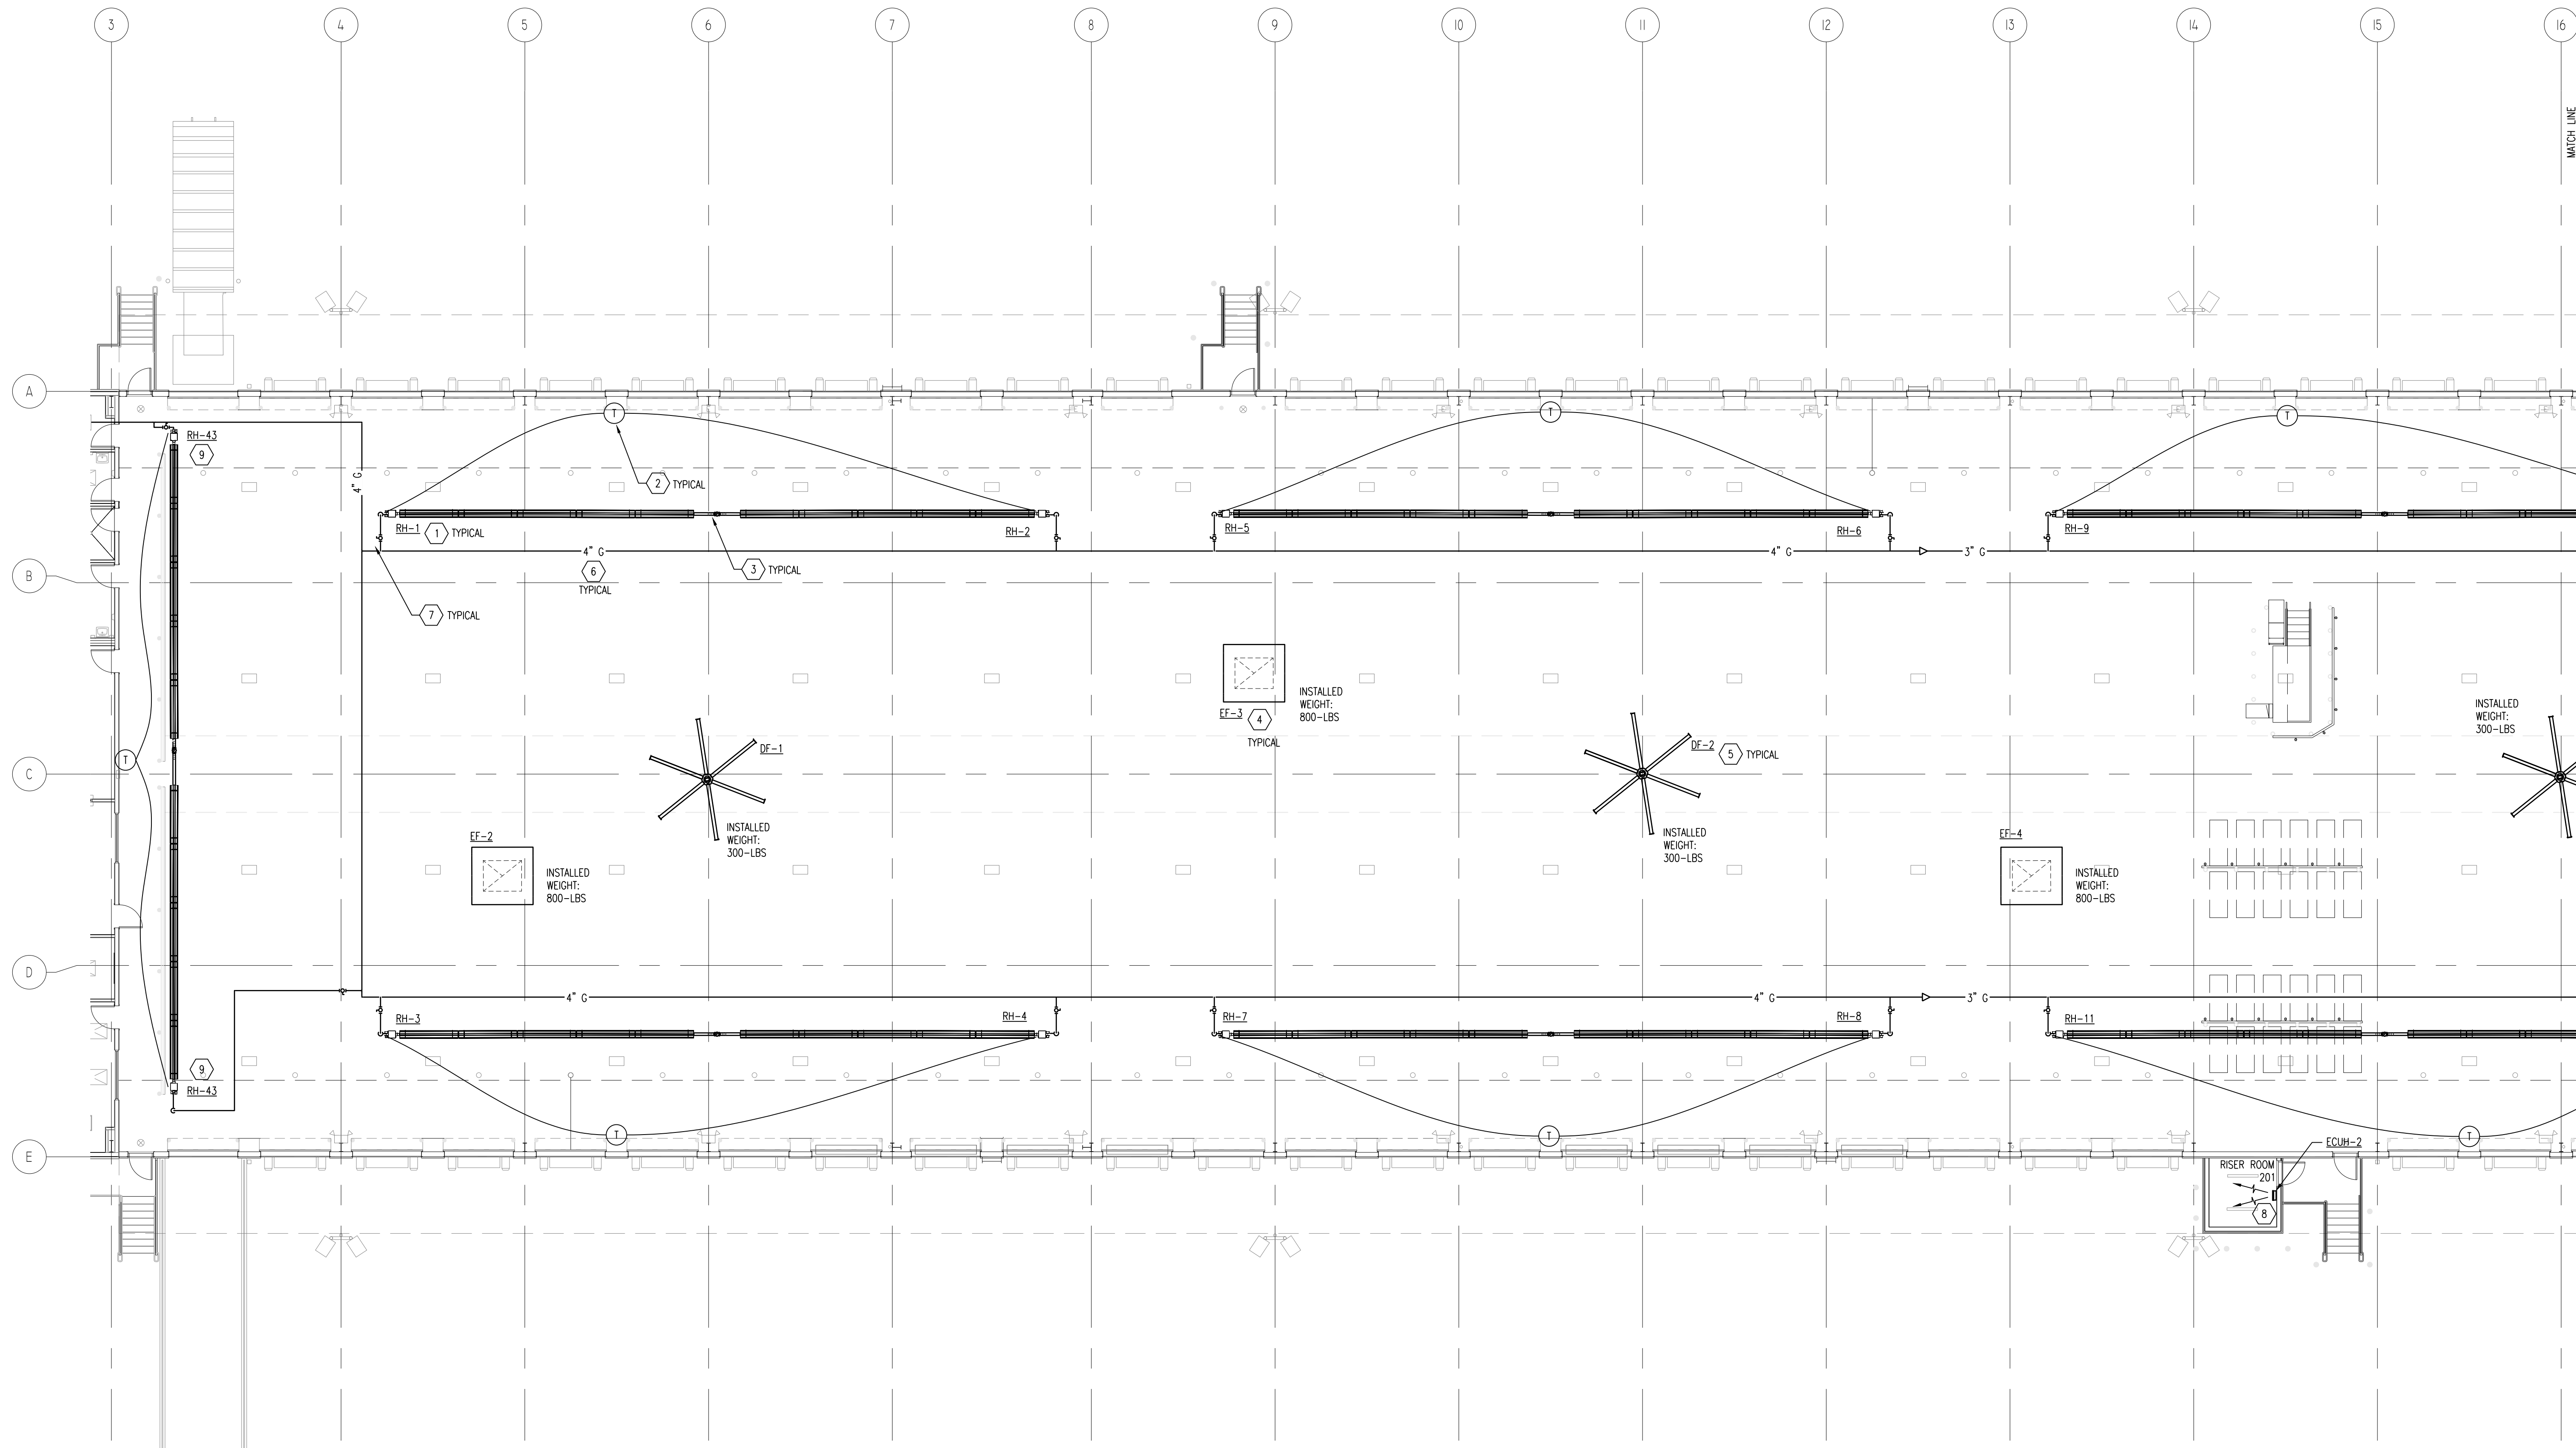 3 4 5 6 7 8 9 10 11 12 13 14 15 16
MATCH LINE
A
RH-43
9
4" G
T
T
T
2 TYPICAL
RH-1 1 TYPICAL
RH-2
RH-5
RH-6
RH-9
4" G
4" G
3" G
6
TYPICAL
3 TYPICAL
B
7 TYPICAL
EF-3 4
TYPICAL
INSTALLED
WEIGHT:
800-LBS
INSTALLED
WEIGHT:
300-LBS
C
T
DF-1
DF-2 5 TYPICAL
INSTALLED
WEIGHT:
300-LBS
INSTALLED
WEIGHT:
300-LBS
EF-2
INSTALLED
WEIGHT:
800-LBS
EF-4
INSTALLED
WEIGHT:
800-LBS
D
4" G
4" G
3" G
RH-3
RH-4
RH-7
RH-8
RH-11
9
RH-43
T
T
T
E
ECUH-2
RISER ROOM
201
8